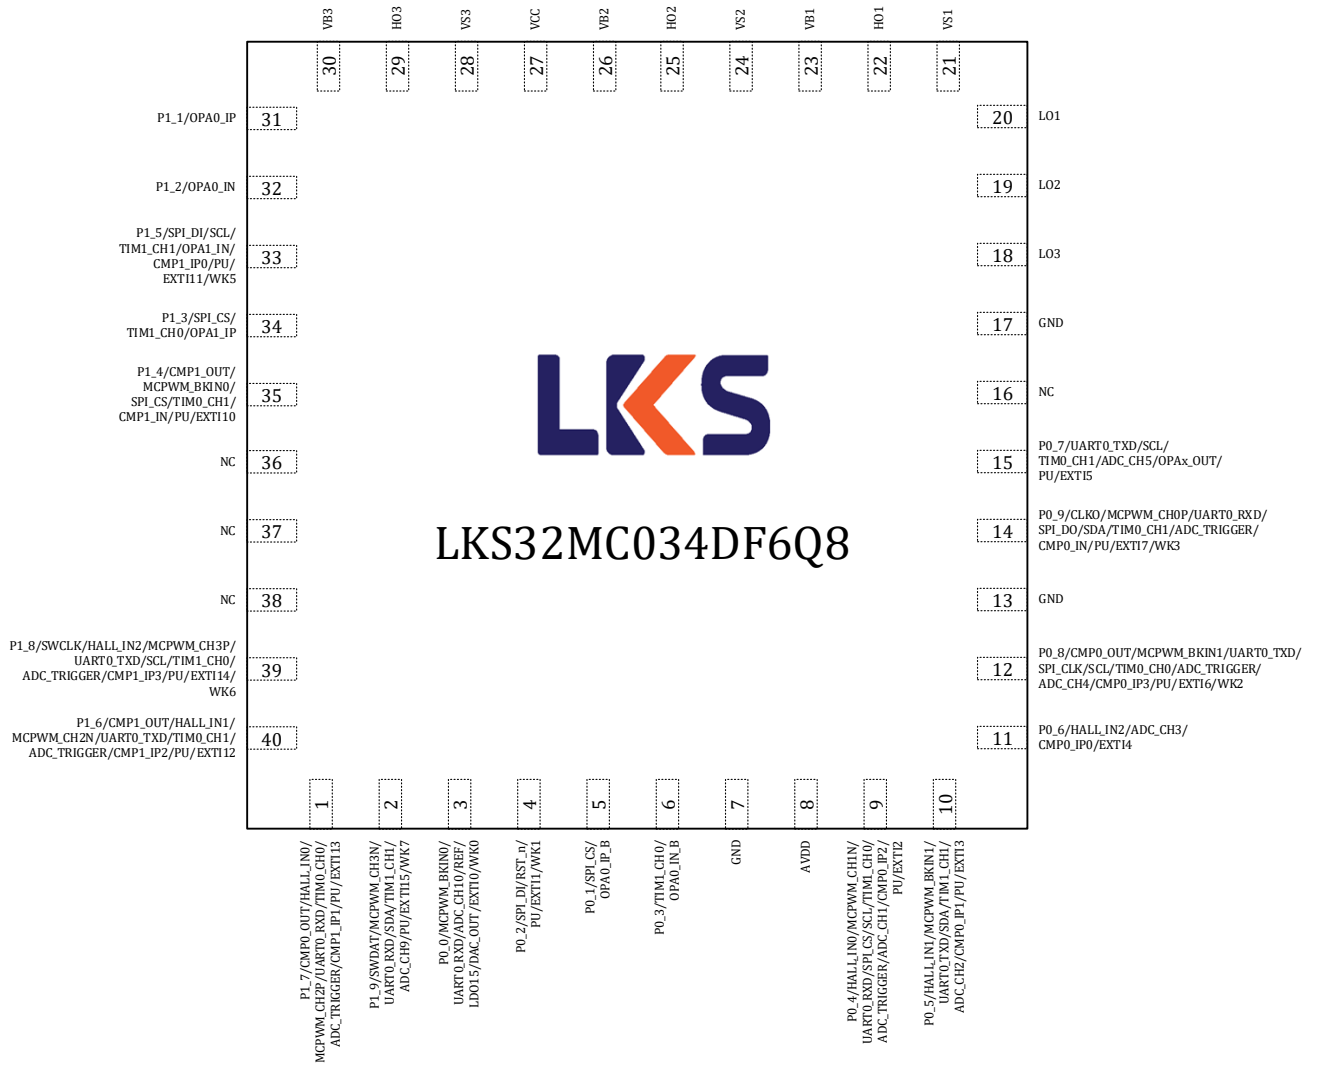 VB3
HO3
VS3
VCC
VB2
HO2
VS2
VB1
HO1
VS1
30
29
28
27
26
25
24
23
22
21
P1_1/OPA0_IP
31
P1_2/OPA0_IN
32
P1_5/SPI_DI/SCL/
TIM1_CH1/OPA1_IN/
CMP1_IP0/PU/
EXTI11/WK5
33
P1_3/SPI_CS/
TIM1_CH0/OPA1_IP
34
P1_4/CMP1_OUT/
MCPWM_BKIN0/
SPI_CS/TIM0_CH1/
CMP1_IN/PU/EXTI10
35
NC
36
NC
37
NC
38
P1_8/SWCLK/HALL_IN2/MCPWM_CH3P/
UART0_TXD/SCL/TIM1_CH0/
ADC_TRIGGER/CMP1_IP3/PU/EXTI14/
WK6
39
P1_6/CMP1_OUT/HALL_IN1/
MCPWM_CH2N/UART0_TXD/TIM0_CH1/
ADC_TRIGGER/CMP1_IP2/PU/EXTI12
40
LKS
LKS32MC034DF6Q8
20
LO1
19
LO2
18
LO3
17
GND
16
NC
15
P0_7/UART0_TXD/SCL/
TIM0_CH1/ADC_CH5/OPAx_OUT/
PU/EXTI5
14
P0_9/CLKO/MCPWM_CH0P/UART0_RXD/
SPI_DO/SDA/TIM0_CH1/ADC_TRIGGER/
CMP0_IN/PU/EXTI7/WK3
13
GND
12
P0_8/CMP0_OUT/MCPWM_BKIN1/UART0_TXD/
SPI_CLK/SCL/TIM0_CH0/ADC_TRIGGER/
ADC_CH4/CMP0_IP3/PU/EXTI6/WK2
11
P0_6/HALL_IN2/ADC_CH3/
CMP0_IP0/EXTI4
1
2
3
4
5
6
7
8
9
10
P1_7/CMP0_OUT/HALL_IN0/
MCPWM_CH2P/UART0_RXD/TIM0_CH0/
ADC_TRIGGER/CMP1_IP1/PU/EXTI13
P1_9/SWDAT/MCPWM_CH3N/
UART0_RXD/SDA/TIM1_CH1/
ADC_CH9/PU/EXTI15/WK7
P0_0/MCPWM_BKIN0/
UART0_RXD/ADC_CH10/REF/
LDO15/DAC_OUT/EXTI0/WK0
P0_2/SPI_DI/RST_n/
PU/EXTI1/WK1
P0_1/SPI_CS/
OPA0_IP_B
P0_3/TIM1_CH0/
OPA0_IN_B
GND
AVDD
P0_4/HALL_IN0/MCPWM_CH1N/
UART0_RXD/SPI_CS/SCL/TIM1_CH0/
ADC_TRIGGER/ADC_CH1/CMP0_IP2/
PU/EXTI2
P0_5/HALL_IN1/MCPWM_BKIN1/
UART0_TXD/SDA/TIM1_CH1/
ADC_CH2/CMP0_IP1/PU/EXTI3